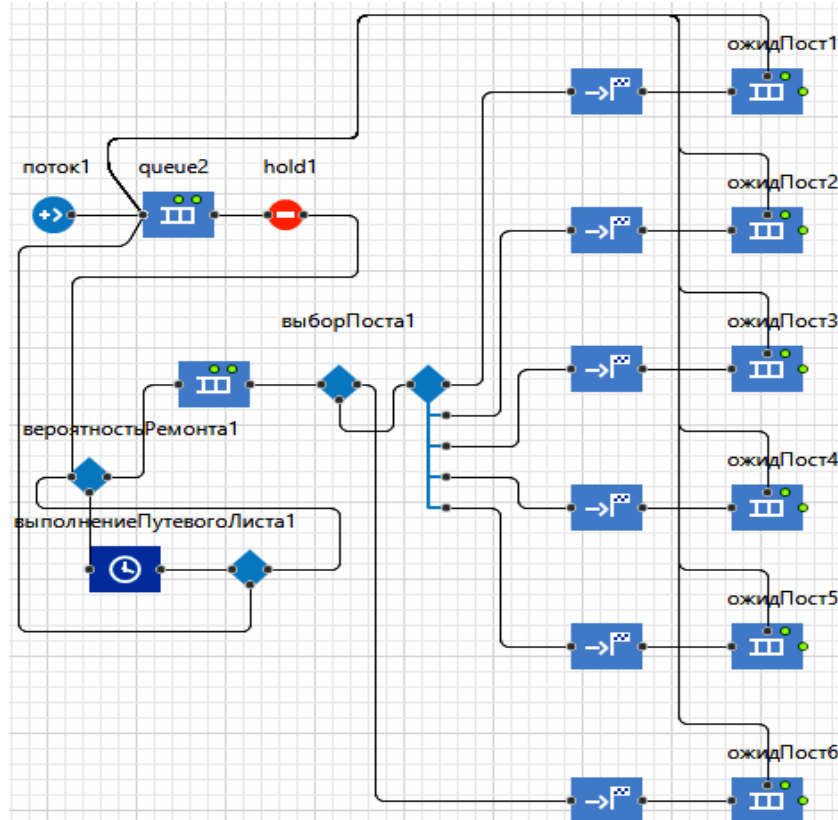 ожидПост1
поток1
queue2
hold1
ожидПост2
выборПоста1
ожидПост3
вероятностьРемонта1
ожидПост4
выполнениеПутевогоЛиста1
ожидПост5
ожидПост6